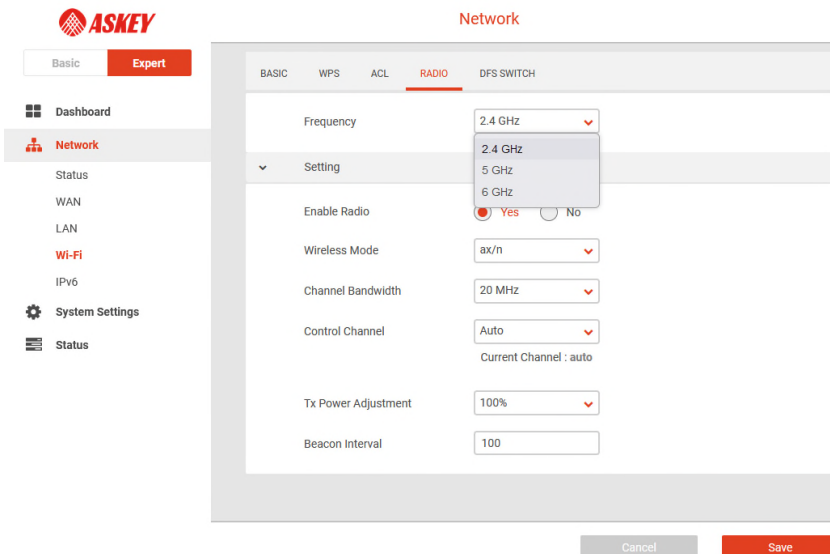 ASKEY
Network
Basic Expert
BASIC WPS ACL RADIO DFS SWITCH
Dashboard
Network
Status
WAN
LAN
Wi-Fi
IPv6
System Settings
Status
Frequency 2.4 GHz
2.4 GHz
5 GHz
6 GHz
Setting
Enable Radio Yes No
Wireless Mode ax/n
Channel Bandwidth 20 MHz
Control Channel Auto
Current Channel : auto
Tx Power Adjustment 100%
Beacon Interval 100
Cancel Save